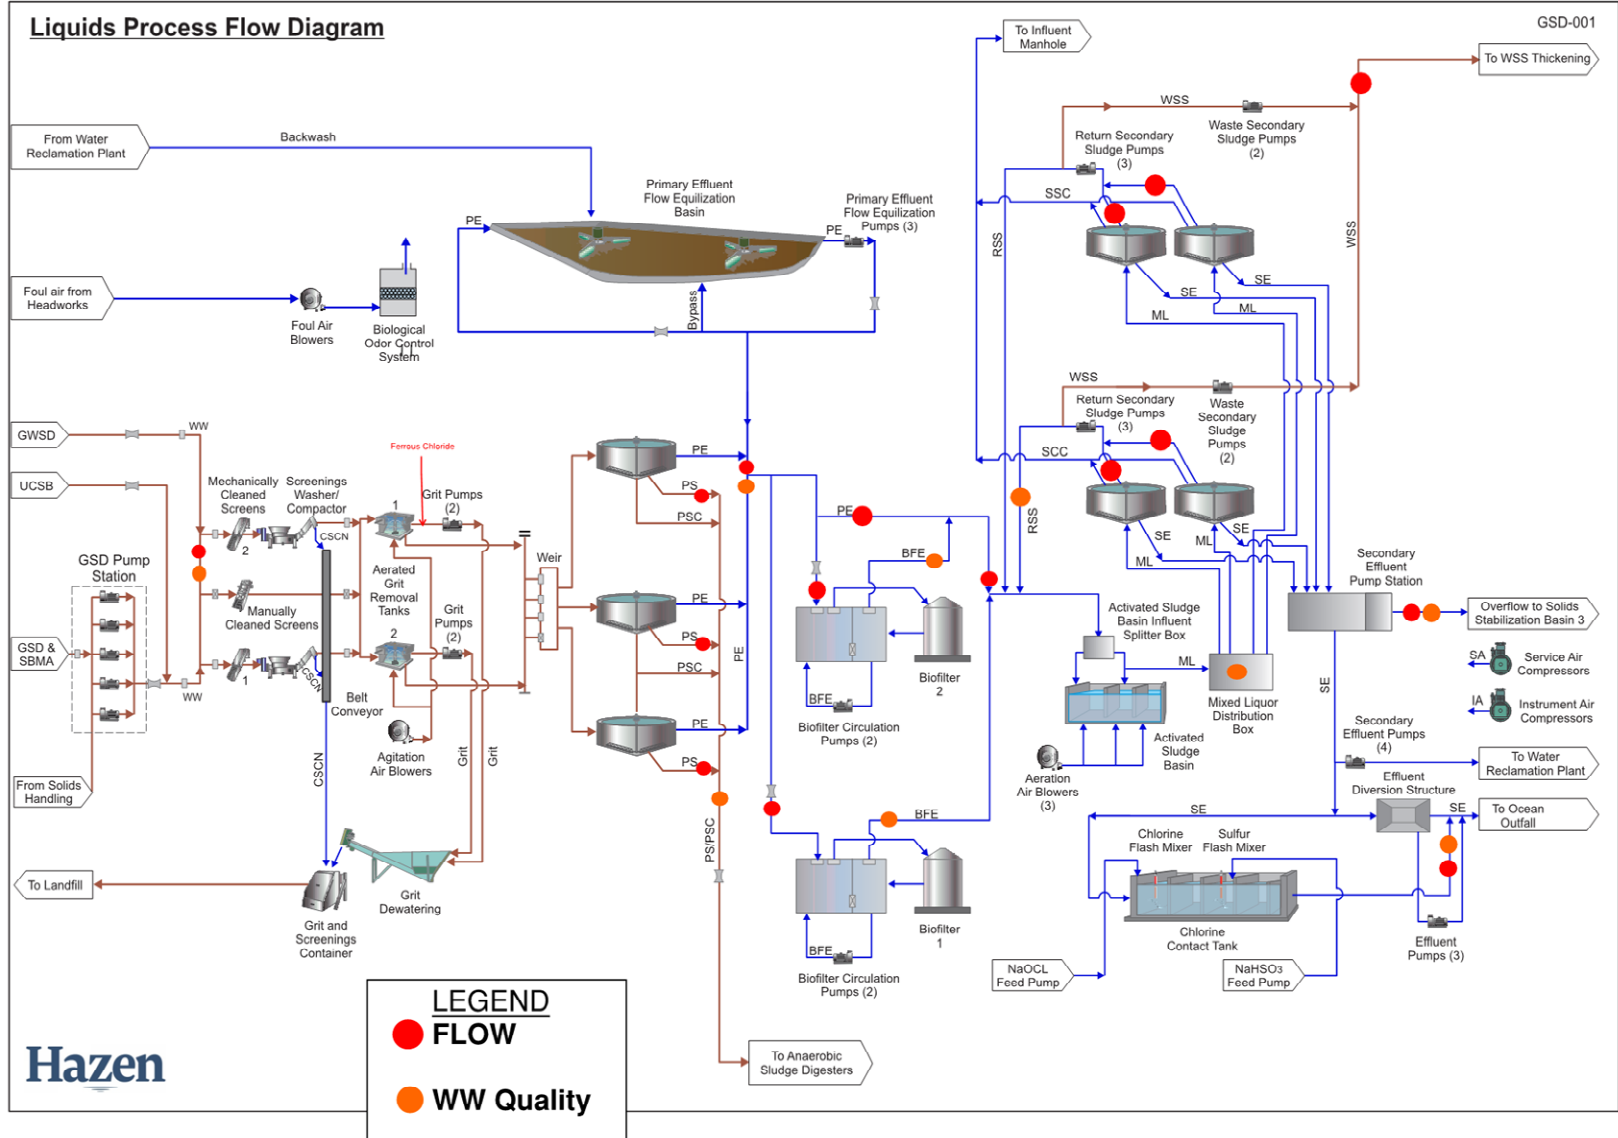 Liquids Process Flow Diagram
GSD-001
To Influent
Manhole
To WSS Thickening
From Water
Reclamation Plant
Backwash
WSS
Waste Secondary
Sludge Pumps
(2)
Return Secondary
Sludge Pumps
(3)
Primary Effluent
Flow Equilization
Basin
Primary Effluent
Flow Equilization
Pumps (3)
PE
PE
SSC
RSS
WSS
Foul air from
Headworks
Foul Air
Blowers
Biological
Odor Control
System
Bypass
SE
SE
ML
ML
WSS
Return Secondary
Sludge Pumps
(3)
Waste
Secondary
Sludge
Pumps
(2)
SCC
GWSD
WW
UCSB
Mechanically
Cleaned
Screens
Screenings
Washer/
Compactor
Ferrous Chloride
1
Grit Pumps
(2)
PE
PS
PSC
PE
RSS
SE
SE
ML
ML
CSCN
2
GSD Pump
Station
Manually
Cleaned Screens
Aerated
Grit
Removal
Tanks
Grit
Pumps
(2)
Weir
PE
PS
PSC
PE
BFE
Biofilter
2
BFE
Biofilter Circulation
Pumps (2)
Secondary
Effluent
Pump Station
Activated Sludge
Basin Influent
Splitter Box
Overflow to Solids
Stabilization Basin 3
GSD &
SBMA
2
1
CSCN
WW
Belt
Conveyor
ML
Mixed Liquor
Distribution
Box
SE
SA
Service Air
Compressors
IA
Instrument Air
Compressors
PE
PS
Agitation
Air Blowers
Grit
Grit
CSCN
Activated
Sludge
Basin
Aeration
Air Blowers
(3)
Secondary
Effluent Pumps
(4)
To Water
Reclamation Plant
From Solids
Handling
Effluent
Diversion Structure
SE
SE
To Ocean
Outfall
BFE
PS/PSC
Chlorine
Flash Mixer
Sulfur
Flash Mixer
To Landfill
Grit
Dewatering
Grit and
Screenings
Container
Biofilter
1
BFE
Biofilter Circulation
Pumps (2)
Chlorine
Contact Tank
Effluent
Pumps (3)
NaOCL
Feed Pump
NaHSO3
Feed Pump
LEGEND
FLOW
WW Quality
Hazen
To Anaerobic
Sludge Digesters